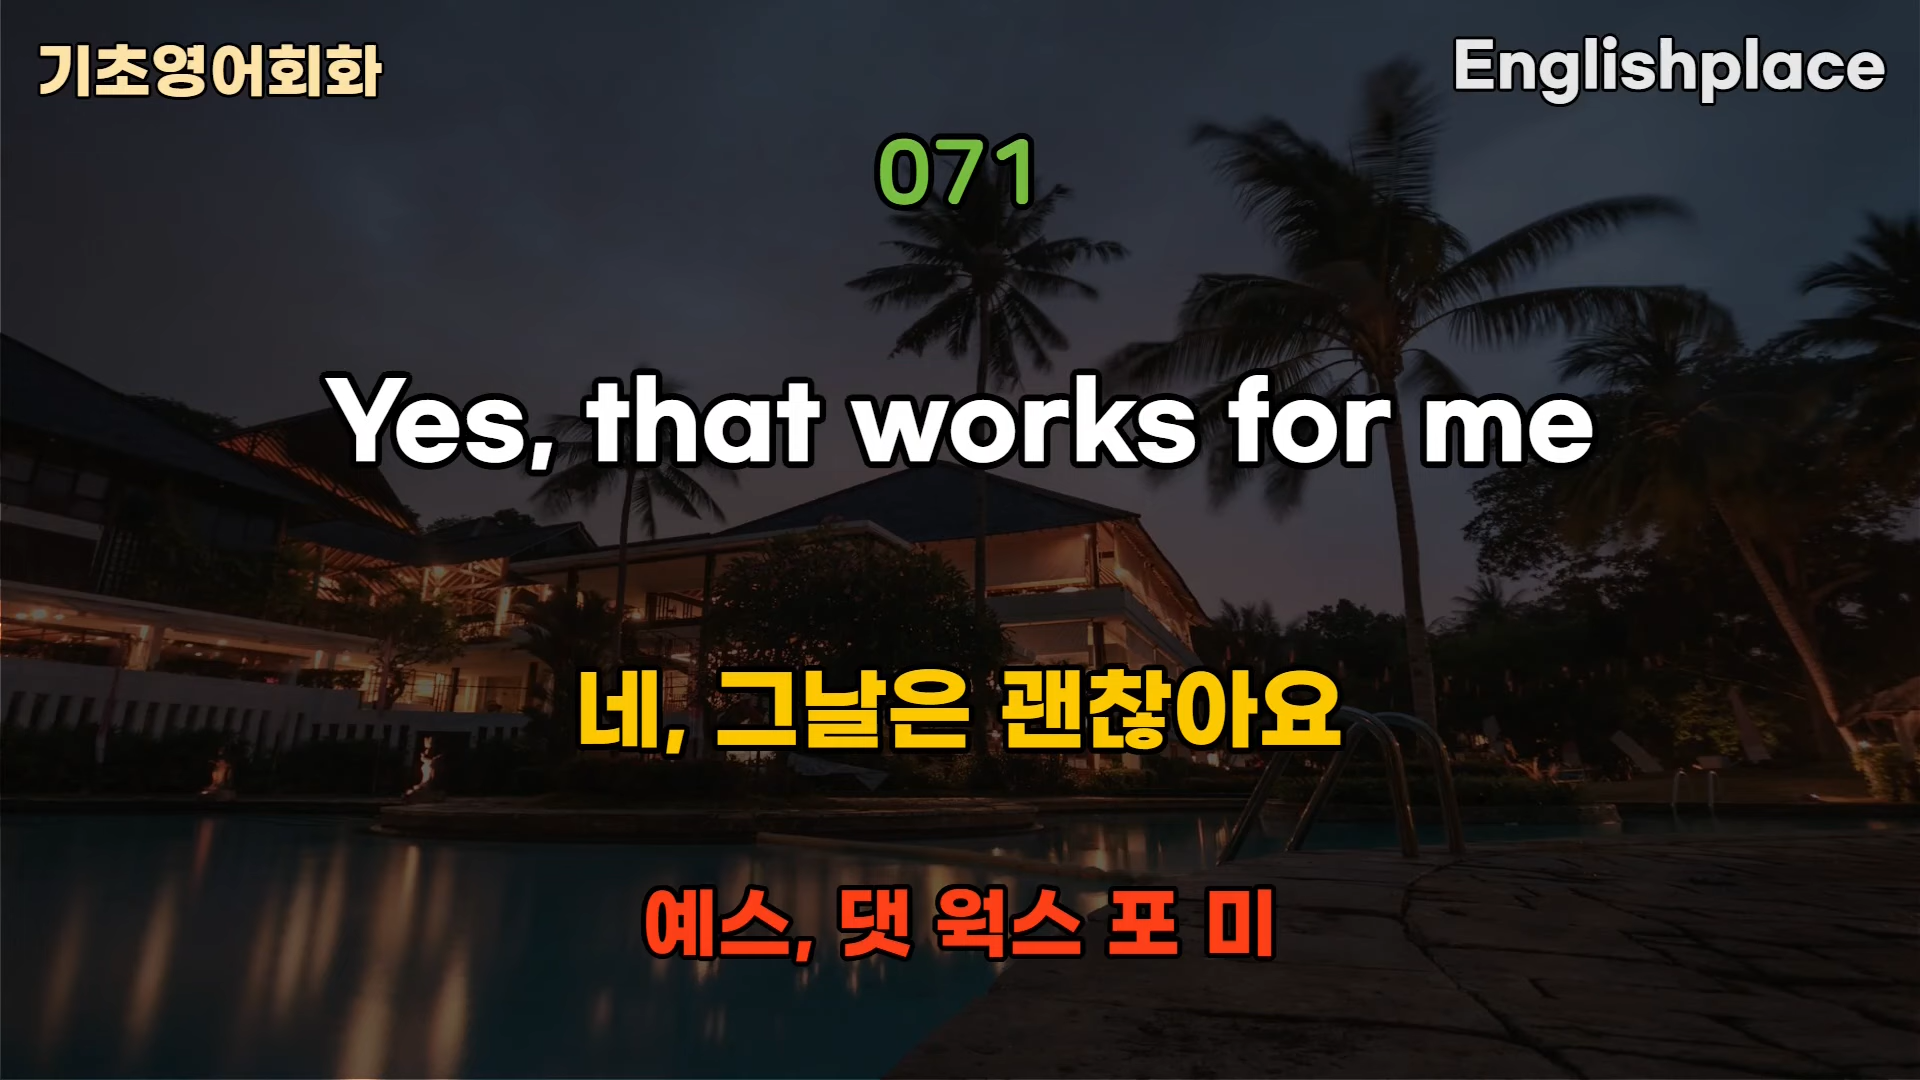 기초영어회화
Englishplace
071
Yes, that works for me
네, 그날은 괜찮아요
예스, 댓 웍스 포 미